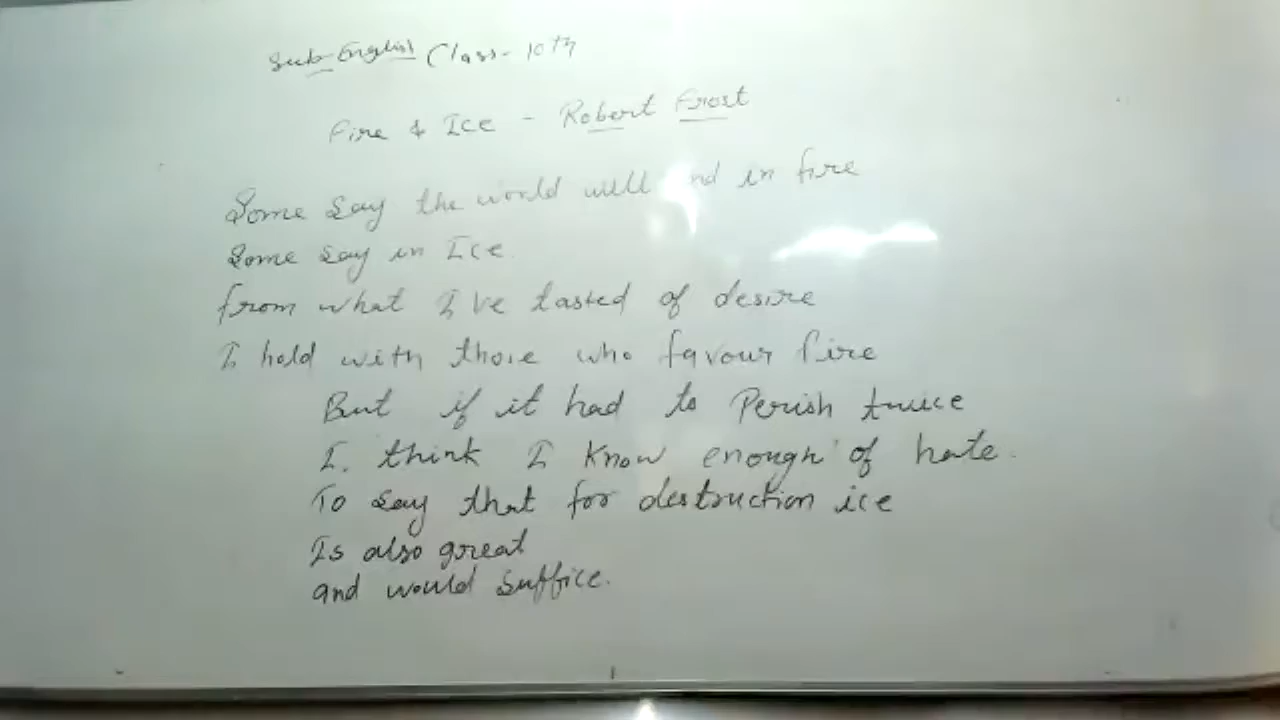 Sub-English Class-10th
Fire & Ice - Robert Frost
Some say the world will end in fire
Some say in Ice
from what I've tasted of desire
I hold with those who favour fire
But if it had to Perish twice
I. think I Know enough of hate.
To say that for destruction ice
Is also great
and would suffice.